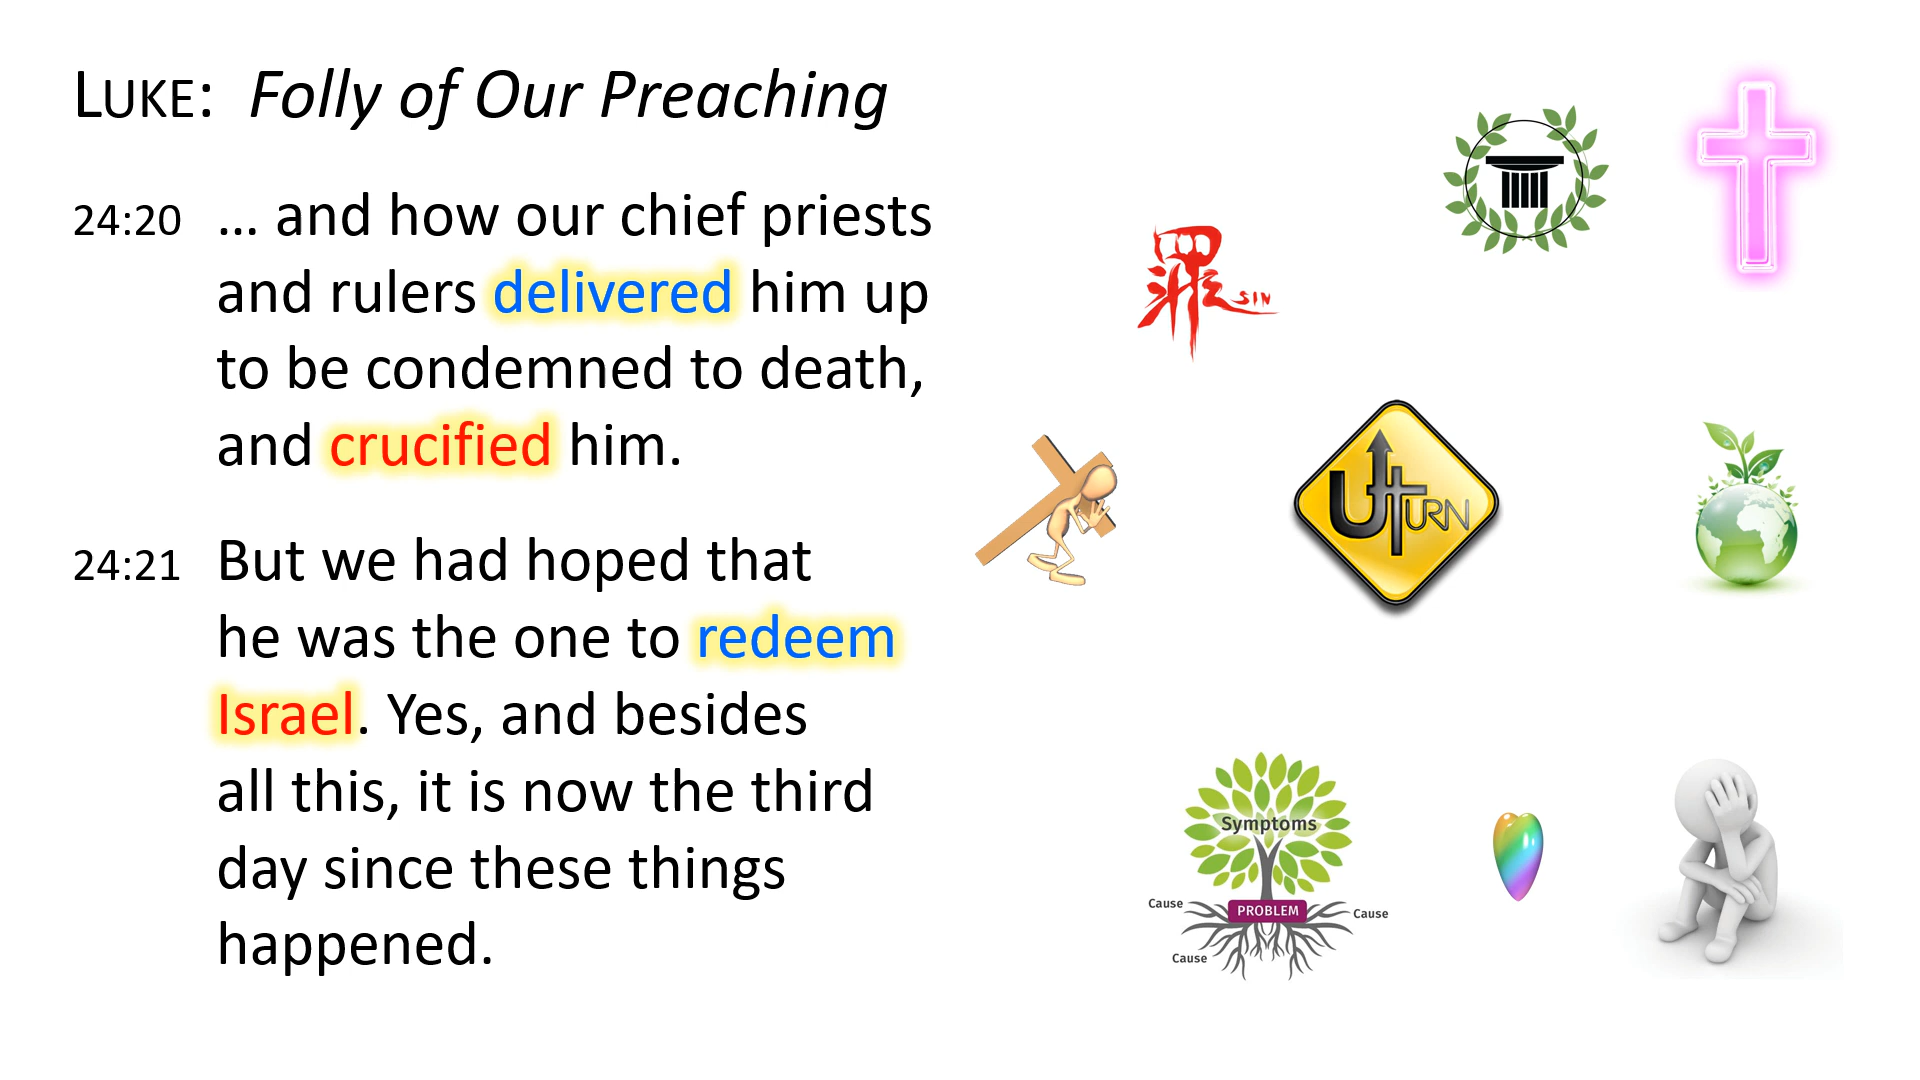 LUKE: Folly of Our Preaching
24:20 … and how our chief priests
and rulers delivered him up
to be condemned to death,
and crucified him.
24:21 But we had hoped that
he was the one to redeem
Israel. Yes, and besides
all this, it is now the third
day since these things
happened.
罪 SIN
U TURN
Symptoms
Cause
PROBLEM
Cause
Cause